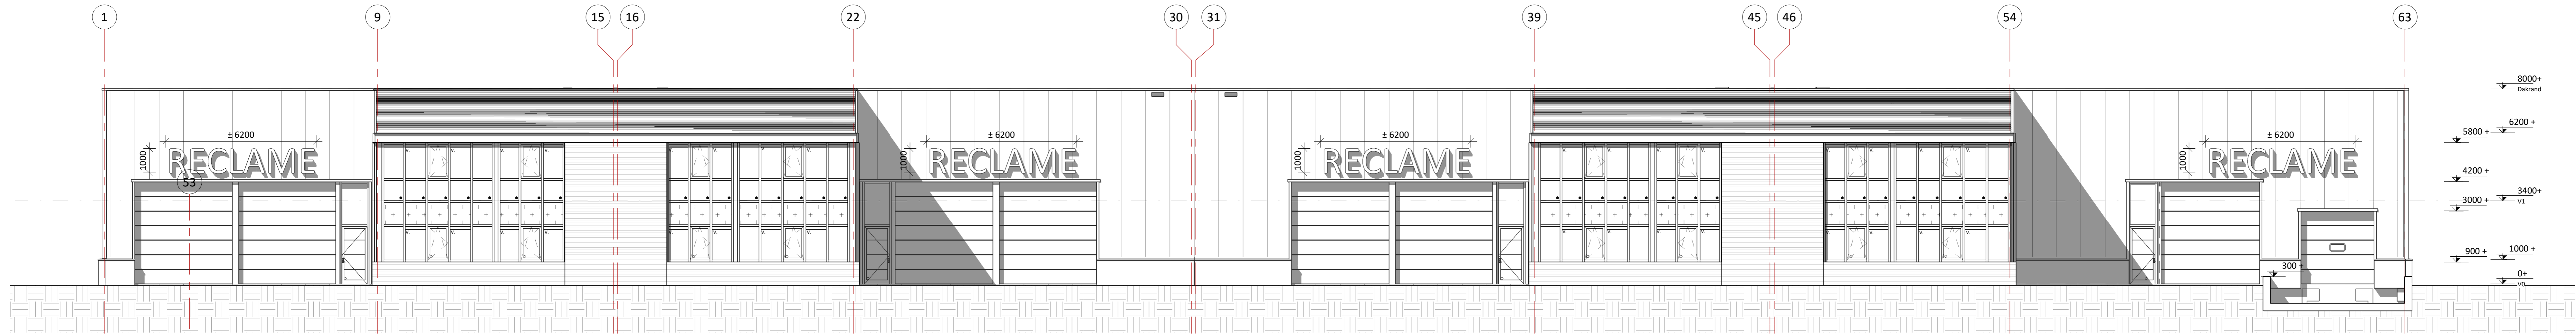 1 9 15 16 22 30 31 39 45 46 54 63
8000+
Dakrand
± 6200 ± 6200 ± 6200 ± 6200
6200 +
5800 +
1000 RECLAME 1000 RECLAME 1000 RECLAME 1000 RECLAME
4200 +
53
3400+
V1
3000 +
V. V. V. V. V. V. V. V. V. V. V. V.
1000 +
900 +
300 +
0+
V0